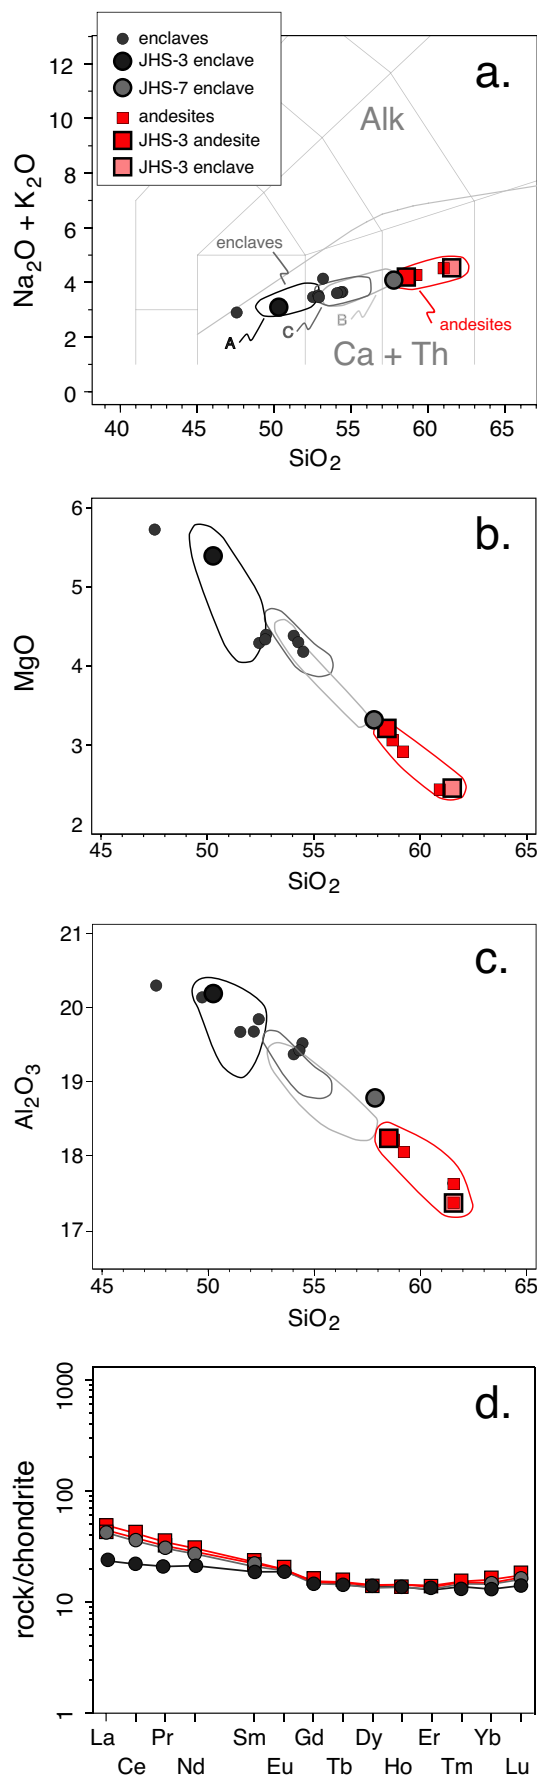 enclaves
JHS-3 enclave
JHS-7 enclave
andesites
JHS-3 andesite
JHS-3 enclave
a.
Alk
enclaves
A
C
B
andesites
Ca + Th
Na2O + K2O
12
10
8
6
4
2
0
40 45 50 55 60 65
SiO2
b.
MgO
6
5
4
3
2
45 50 55 60 65
SiO2
c.
Al2O3
21
20
19
18
17
45 50 55 60 65
SiO2
d.
rock/chondrite
1000
100
10
1
La Pr Sm Gd Dy Er Yb
Ce Nd Eu Tb Ho Tm Lu